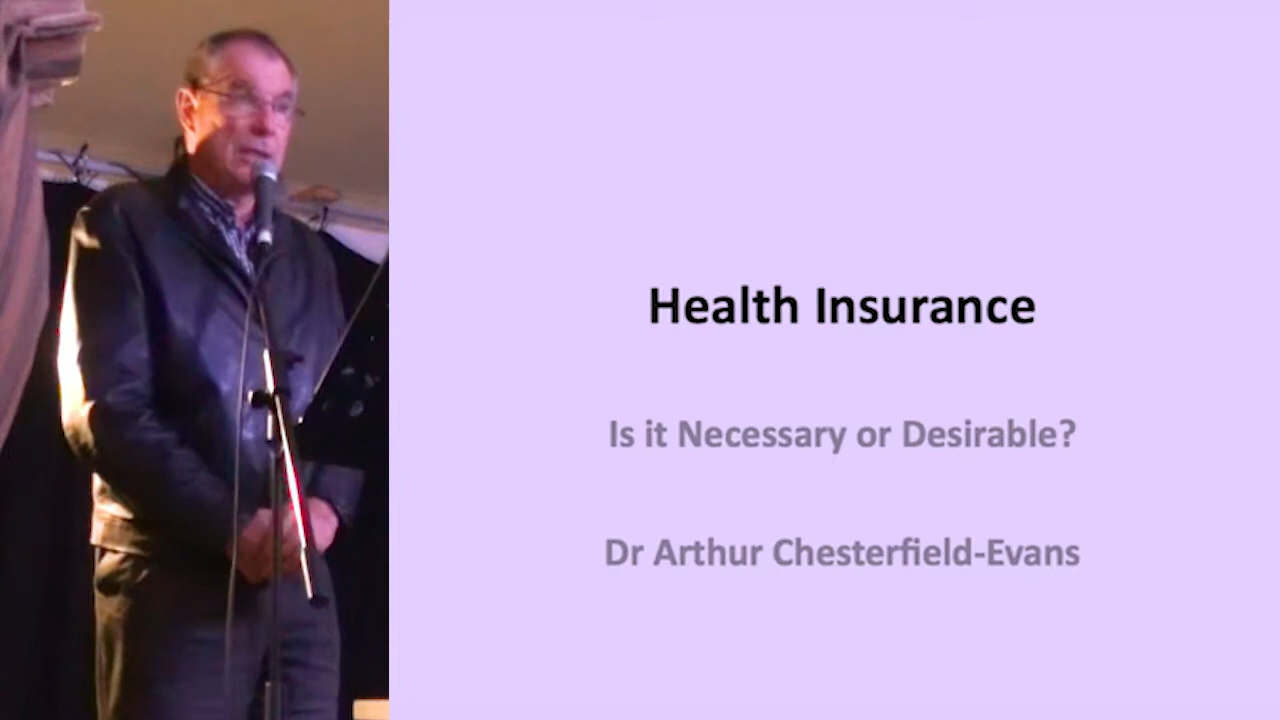 Health Insurance
Is it Necessary or Desirable?
Dr Arthur Chesterfield-Evans